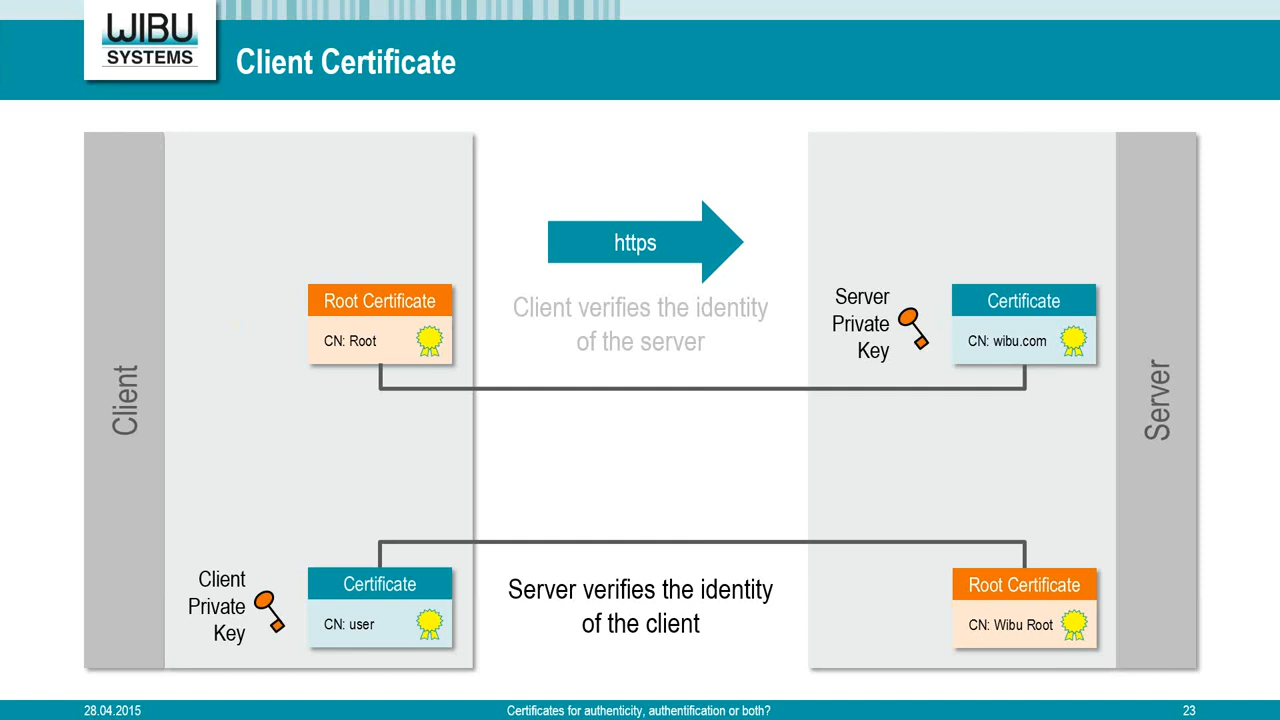 WIBU
SYSTEMS
Client Certificate
Client
Root Certificate
CN: Root
https
Client verifies the identity
of the server
Server
Private
Key
Certificate
CN: wibu.com
Server
Client
Private
Key
Certificate
CN: user
Server verifies the identity
of the client
Root Certificate
CN: Wibu Root
28.04.2015
Certificates for authenticity, authentification or both?
23